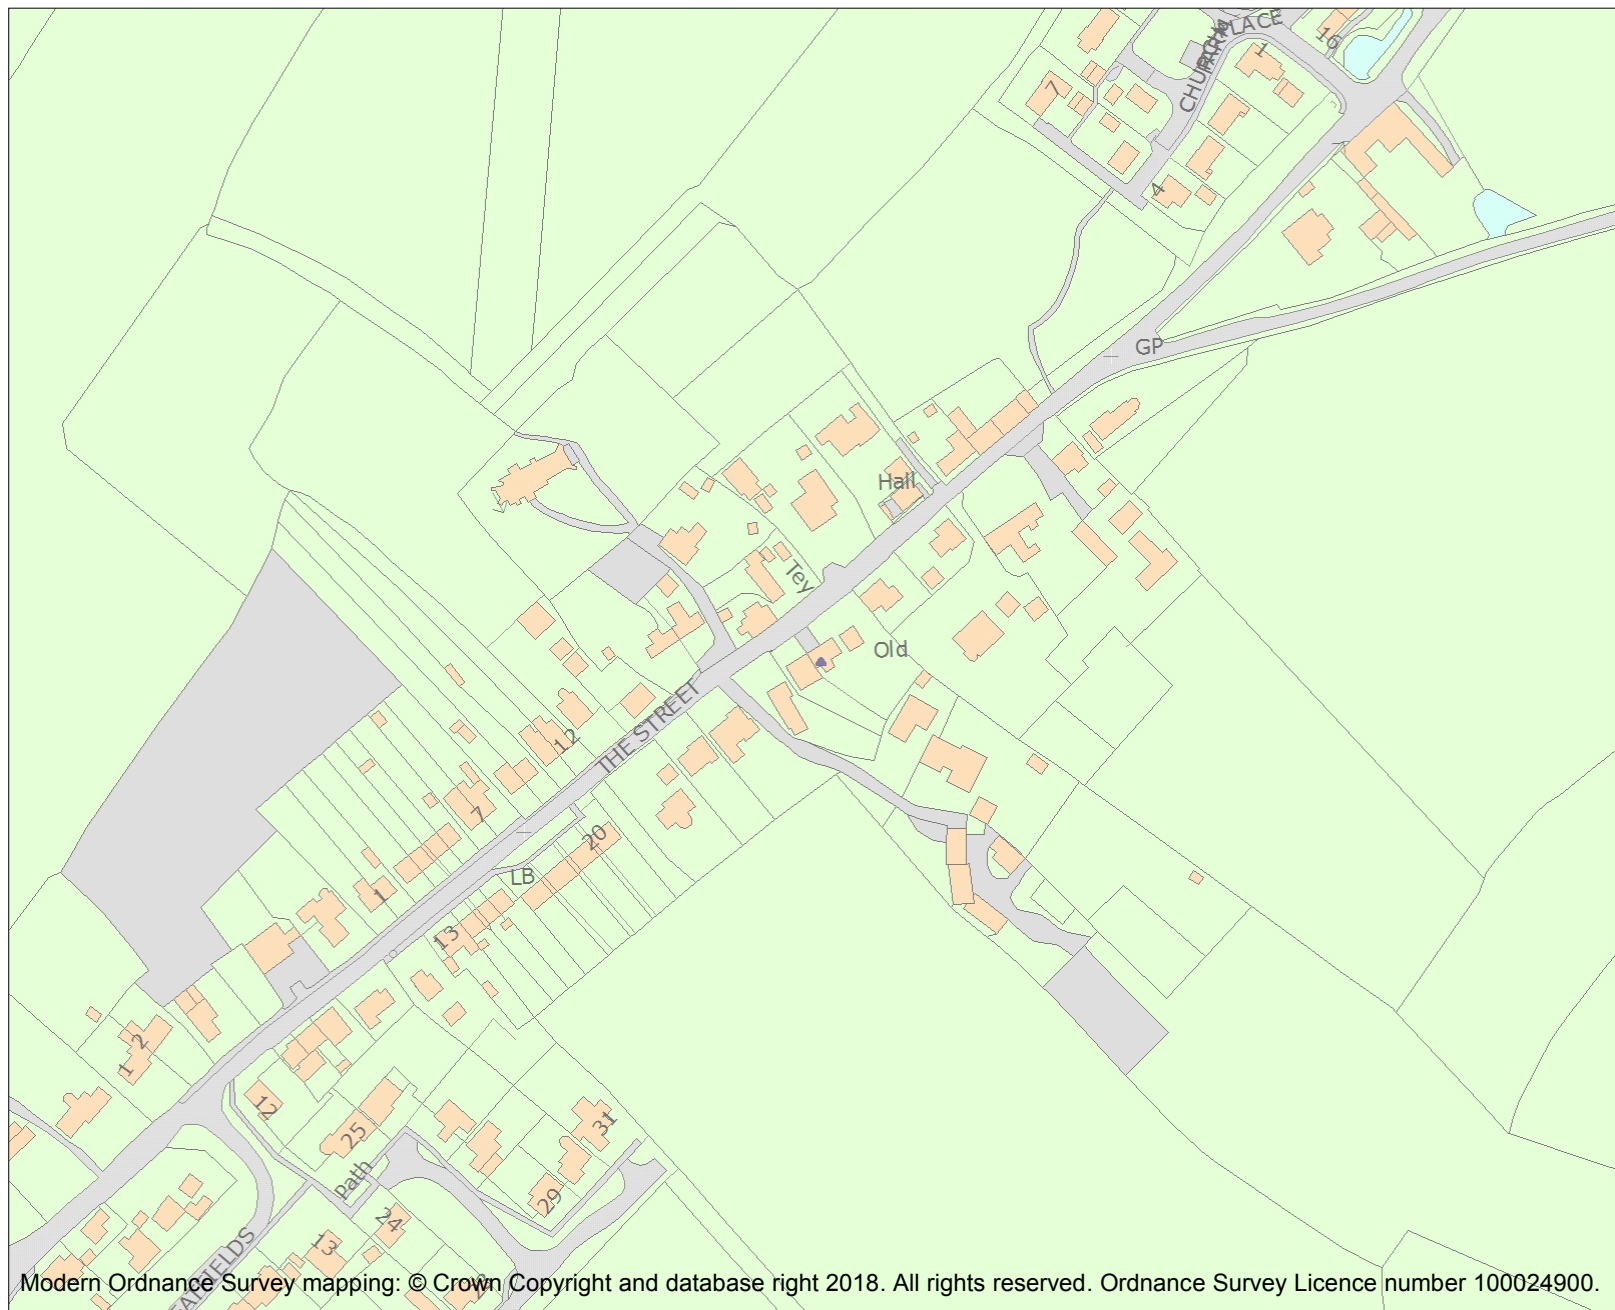 PLACE
CHURCH
16
1
7
4
GP
Hall
Tey
Old
THE STREET
12
7
20
LB
1
13
2
1
12
25
31
Path
29
24
13
Modern Ordnance Survey mapping: © Crown Copyright and database right 2018. All rights reserved. Ordnance Survey Licence number 100024900.